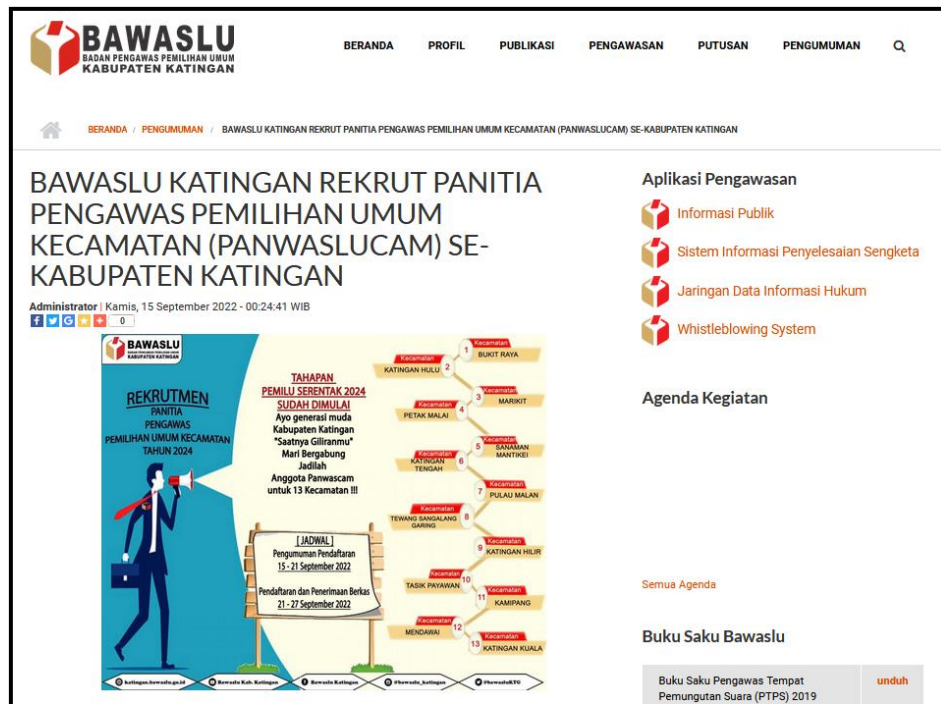 BAWASLU
BADAN PENGAWAS PEMILIHAN UMUM
KABUPATEN KATINGAN
BERANDA PROFIL PUBLIKASI PENGAWASAN PUTUSAN PENGUMUMAN
BERANDA / PENGUMUMAN / BAWASLU KATINGAN REKRUT PANITIA PENGAWAS PEMILIHAN UMUM KECAMATAN (PANWASLUCAM) SE-KABUPATEN KATINGAN
BAWASLU KATINGAN REKRUT PANITIA
PENGAWAS PEMILIHAN UMUM
KECAMATAN (PANWASLUCAM) SE-
KABUPATEN KATINGAN
Administrator | Kamis, 15 September 2022 - 00:24:41 WIB
0
BAWASLU
BADAN PENGAWAS PEMILIHAN UMUM
KABUPATEN KATINGAN
REKRUTMEN
PANITIA
PENGAWAS
PEMILIHAN UMUM KECAMATAN
TAHUN 2024
TAHAPAN
PEMILU SERENTAK 2024
SUDAH DIMULAI
Ayo generasi muda
Kabupaten Katingan
"Saatnya Giliranmu"
Mari Bergabung
Jadilah
Anggota Panwascam
untuk 13 Kecamatan !!!
[JADWAL]
Pengumuman Pendaftaran
15 - 21 September 2022
Pendaftaran dan Penerimaan Berkas
21 - 27 September 2022
1 Kecamatan
BUKIT RAYA
Kecamatan 2
KATINGAN HULU
3 Kecamatan
MARIKIT
Kecamatan 4
PETAK MALAI
5 Kecamatan
SANAMAN
MANTIKEI
Kecamatan 6
KATINGAN
TENGAH
7 Kecamatan
PULAU MALAN
Kecamatan 8
TEWANG SANGALANG
GARING
9 Kecamatan
KATINGAN HILIR
Kecamatan 10
TASIK PAYAWAN
11 Kecamatan
KAMIPANG
Kecamatan 12
MENDAWAI
13 Kecamatan
KATINGAN KUALA
katingan.bawaslu.go.id
Bawaslu Kab. Katingan
Bawaslu Katingan
@bawaslu_katingan
@bawasluKTG
Aplikasi Pengawasan
Informasi Publik
Sistem Informasi Penyelesaian Sengketa
Jaringan Data Informasi Hukum
Whistleblowing System
Agenda Kegiatan
Semua Agenda
Buku Saku Bawaslu
Buku Saku Pengawas Tempat unduh
Pemungutan Suara (PTPS) 2019